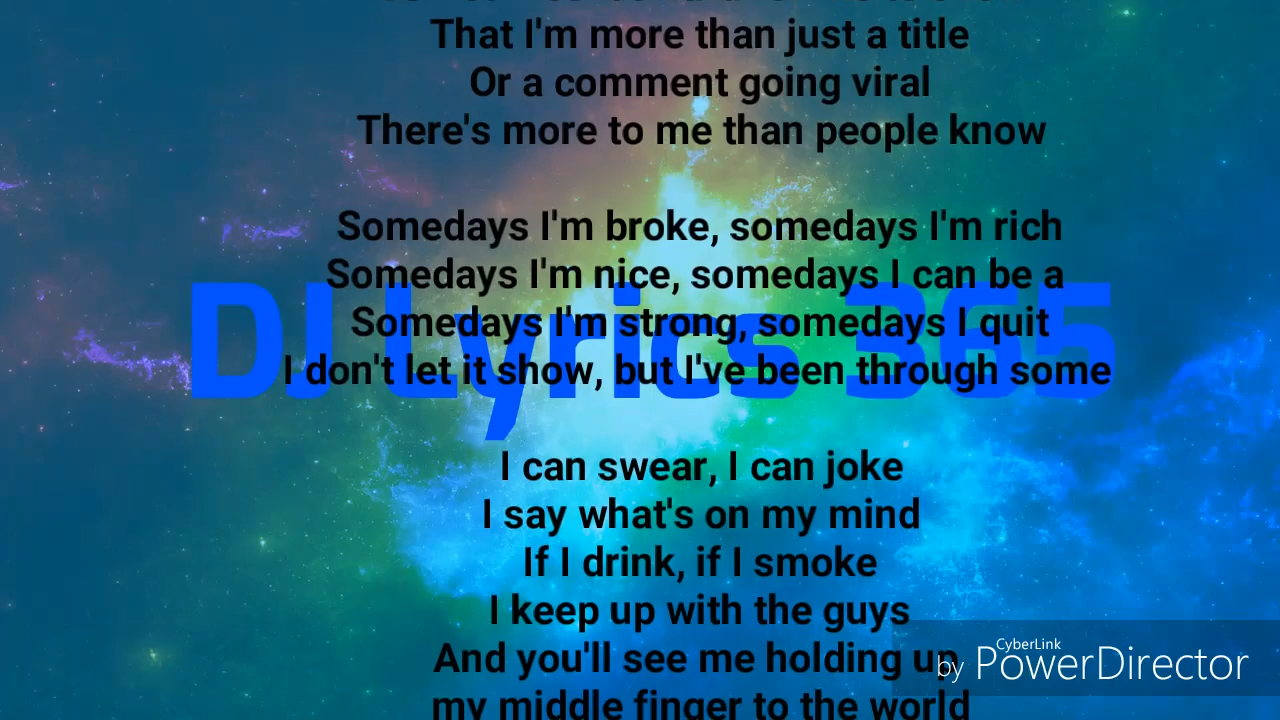 That I'm more than just a title
Or a comment going viral
There's more to me than people know
Somedays I'm broke, somedays I'm rich
Somedays I'm nice, somedays I can be a
Somedays I'm strong, somedays I quit
I don't let it show, but I've been through some
DJ Lyrics 365
I can swear, I can joke
I say what's on my mind
If I drink, if I smoke
I keep up with the guys
And you'll see me holding up
my middle finger to the world
by CyberLink PowerDirector